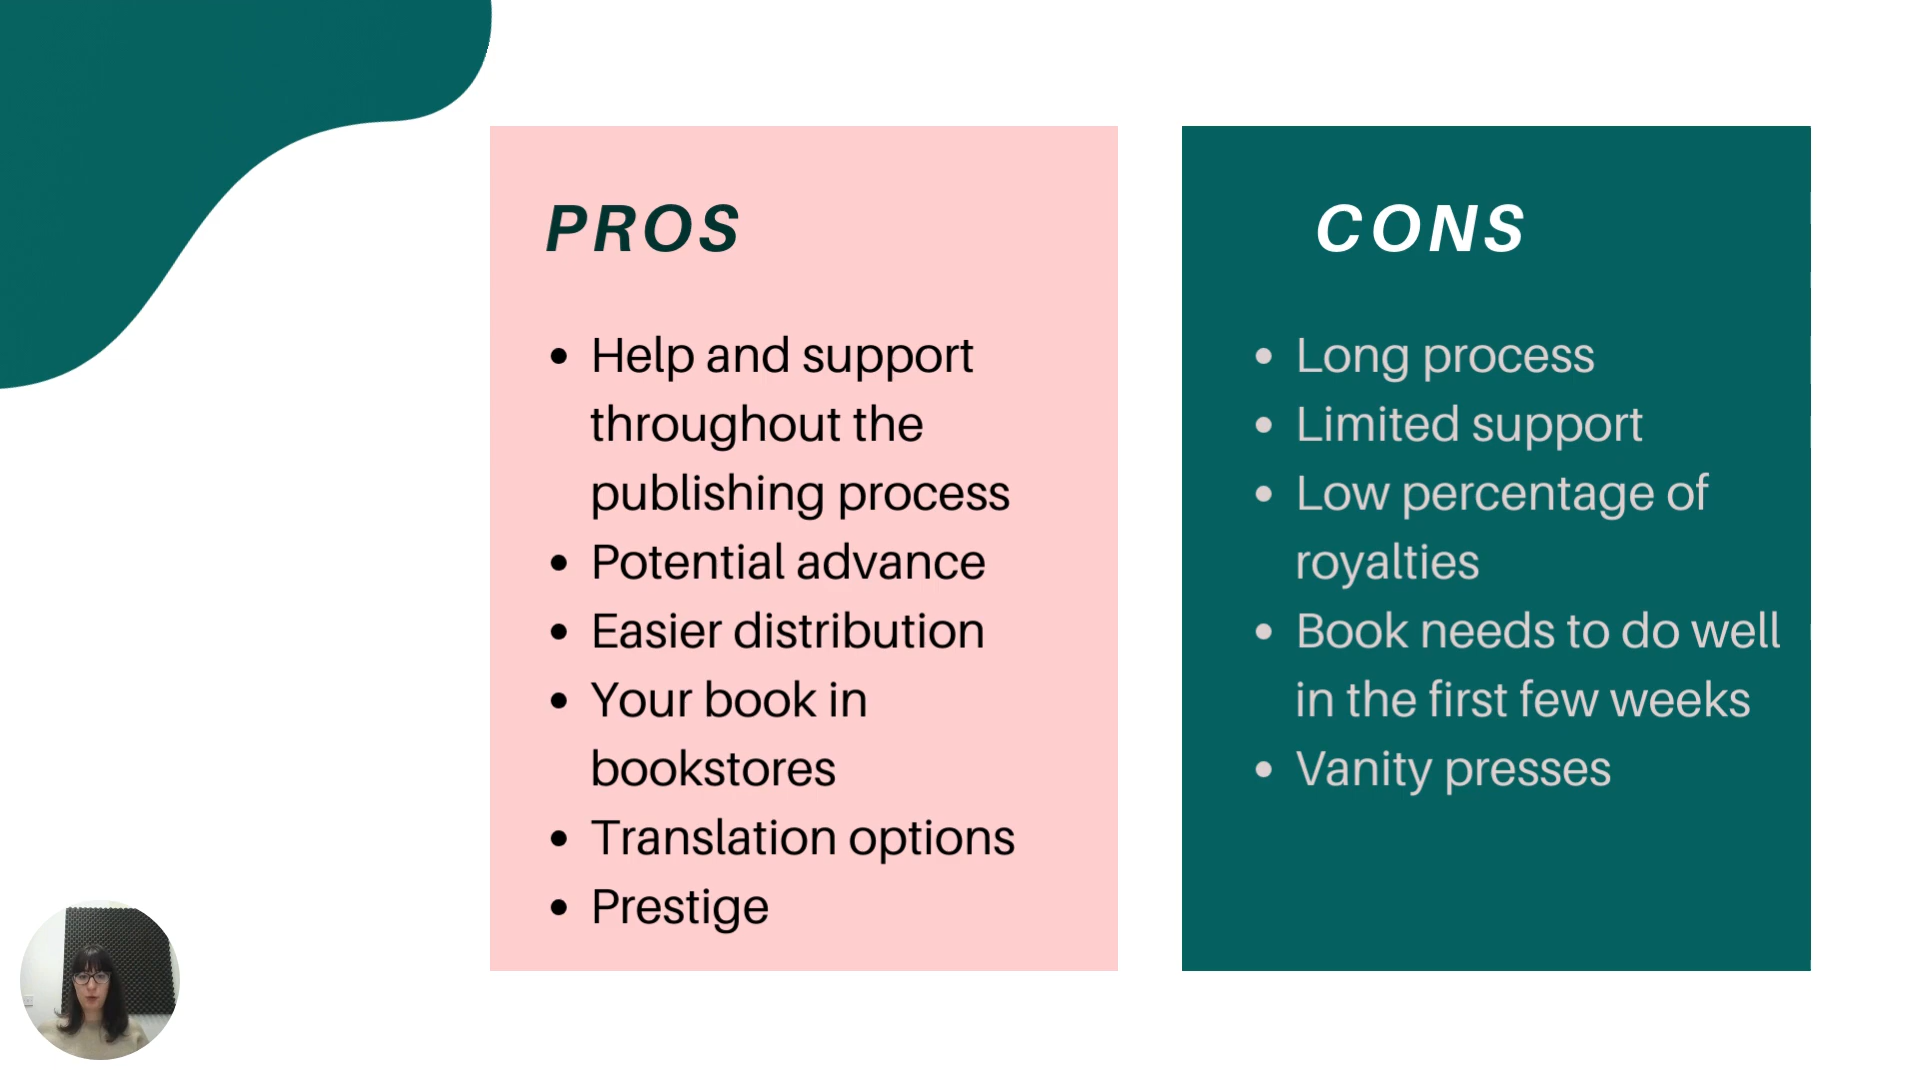 PROS
• Help and support
throughout the
publishing process
• Potential advance
• Easier distribution
• Your book in
bookstores
• Translation options
• Prestige
CONS
• Long process
• Limited support
• Low percentage of
royalties
• Book needs to do well
in the first few weeks
• Vanity presses